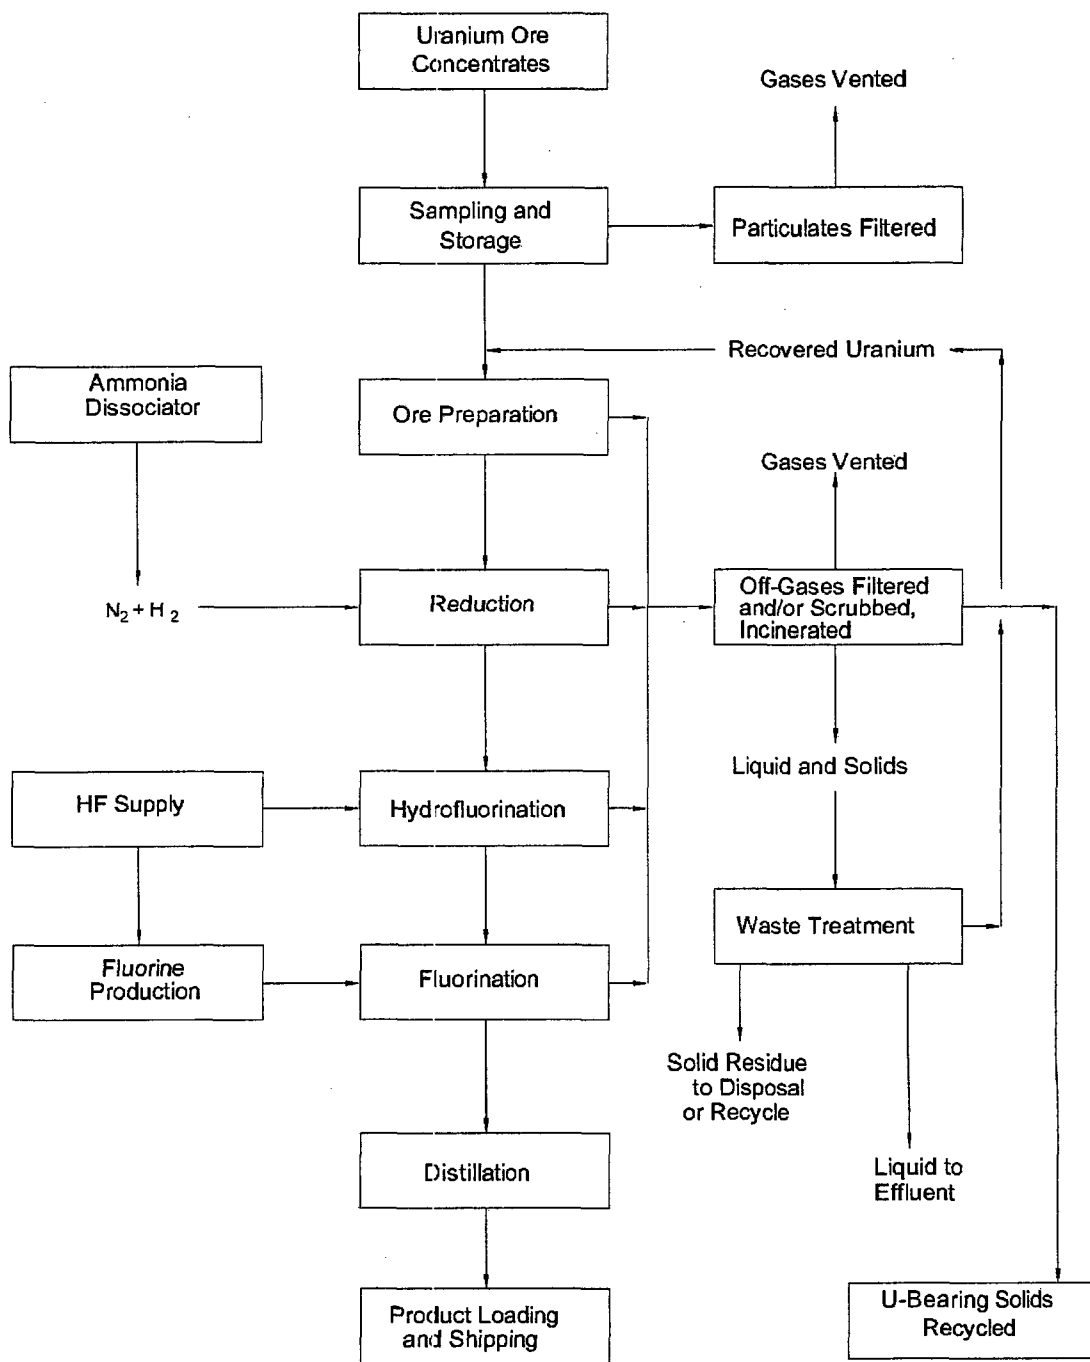 Uranium Ore
Concentrates
Gases Vented
Sampling and
Storage
Particulates Filtered
Recovered Uranium
Ammonia
Dissociator
Ore Preparation
Gases Vented
N₂ + H₂
Reduction
Off-Gases Filtered
and/or Scrubbed,
Incinerated
Liquid and Solids
HF Supply
Hydrofluorination
Waste Treatment
Fluorine
Production
Fluorination
Solid Residue
to Disposal
or Recycle
Distillation
Liquid to
Effluent
Product Loading
and Shipping
U-Bearing Solids
Recycled